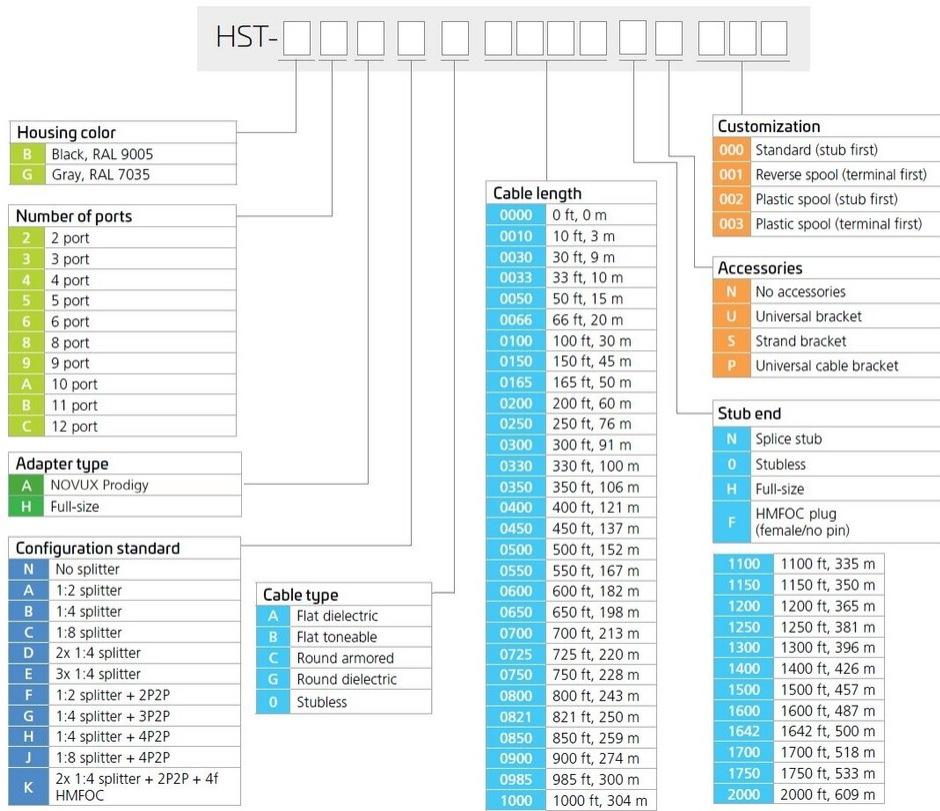 HST-
Housing color
B Black, RAL 9005
G Gray, RAL 7035
Number of ports
2 2 port
3 3 port
4 4 port
5 5 port
6 6 port
8 8 port
9 9 port
A 10 port
B 11 port
C 12 port
Adapter type
A NOVUX Prodigy
H Full-size
Configuration standard
N No splitter
A 1:2 splitter
B 1:4 splitter
C 1:8 splitter
D 2x 1:4 splitter
E 3x 1:4 splitter
F 1:2 splitter + 2P2P
G 1:4 splitter + 3P2P
H 1:4 splitter + 4P2P
J 1:8 splitter + 4P2P
K 2x 1:4 splitter + 2P2P + 4f
HMFOC
Cable type
A Flat dielectric
B Flat toneable
C Round armored
G Round dielectric
0 Stubless
Cable length
0000 0 ft, 0 m
0010 10 ft, 3 m
0030 30 ft, 9 m
0033 33 ft, 10 m
0050 50 ft, 15 m
0066 66 ft, 20 m
0100 100 ft, 30 m
0150 150 ft, 45 m
0165 165 ft, 50 m
0200 200 ft, 60 m
0250 250 ft, 76 m
0300 300 ft, 91 m
0330 330 ft, 100 m
0350 350 ft, 106 m
0400 400 ft, 121 m
0450 450 ft, 137 m
0500 500 ft, 152 m
0550 550 ft, 167 m
0600 600 ft, 182 m
0650 650 ft, 198 m
0700 700 ft, 213 m
0725 725 ft, 220 m
0750 750 ft, 228 m
0800 800 ft, 243 m
0821 821 ft, 250 m
0850 850 ft, 259 m
0900 900 ft, 274 m
0985 985 ft, 300 m
1000 1000 ft, 304 m
1100 1100 ft, 335 m
1150 1150 ft, 350 m
1200 1200 ft, 365 m
1250 1250 ft, 381 m
1300 1300 ft, 396 m
1400 1400 ft, 426 m
1500 1500 ft, 457 m
1600 1600 ft, 487 m
1642 1642 ft, 500 m
1700 1700 ft, 518 m
1750 1750 ft, 533 m
2000 2000 ft, 609 m
Stub end
N Splice stub
0 Stubless
H Full-size
F HMFOC plug
(female/no pin)
Accessories
N No accessories
U Universal bracket
S Strand bracket
P Universal cable bracket
Customization
000 Standard (stub first)
001 Reverse spool (terminal first)
002 Plastic spool (stub first)
003 Plastic spool (terminal first)